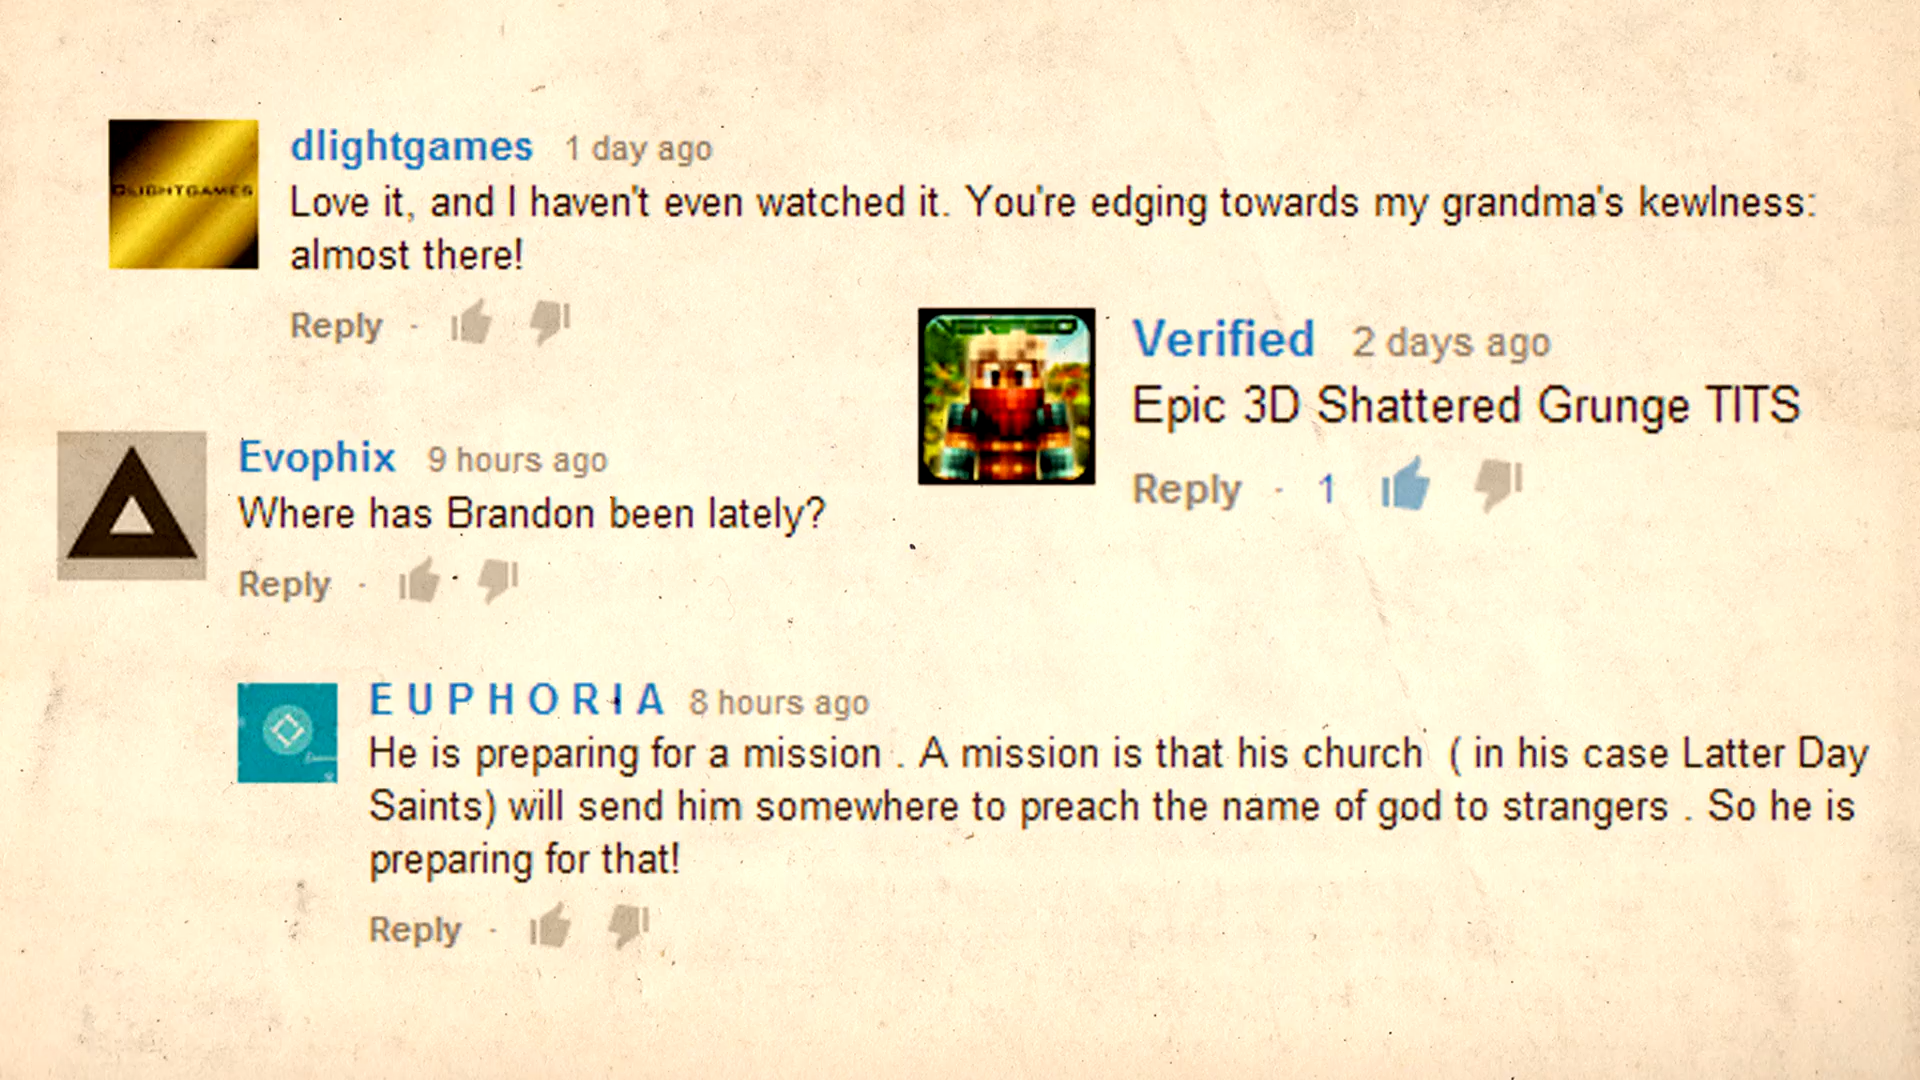 DLIGHTGAMES
dlightgames 1 day ago
Love it, and I haven't even watched it. You're edging towards my grandma's kewlness:
almost there!
Reply ·
Verified 2 days ago
Epic 3D Shattered Grunge TITS
Reply · 1
Evophix 9 hours ago
Where has Brandon been lately?
Reply ·
E U P H O R I A 8 hours ago
He is preparing for a mission . A mission is that his church ( in his case Latter Day
Saints) will send him somewhere to preach the name of god to strangers . So he is
preparing for that!
Reply ·